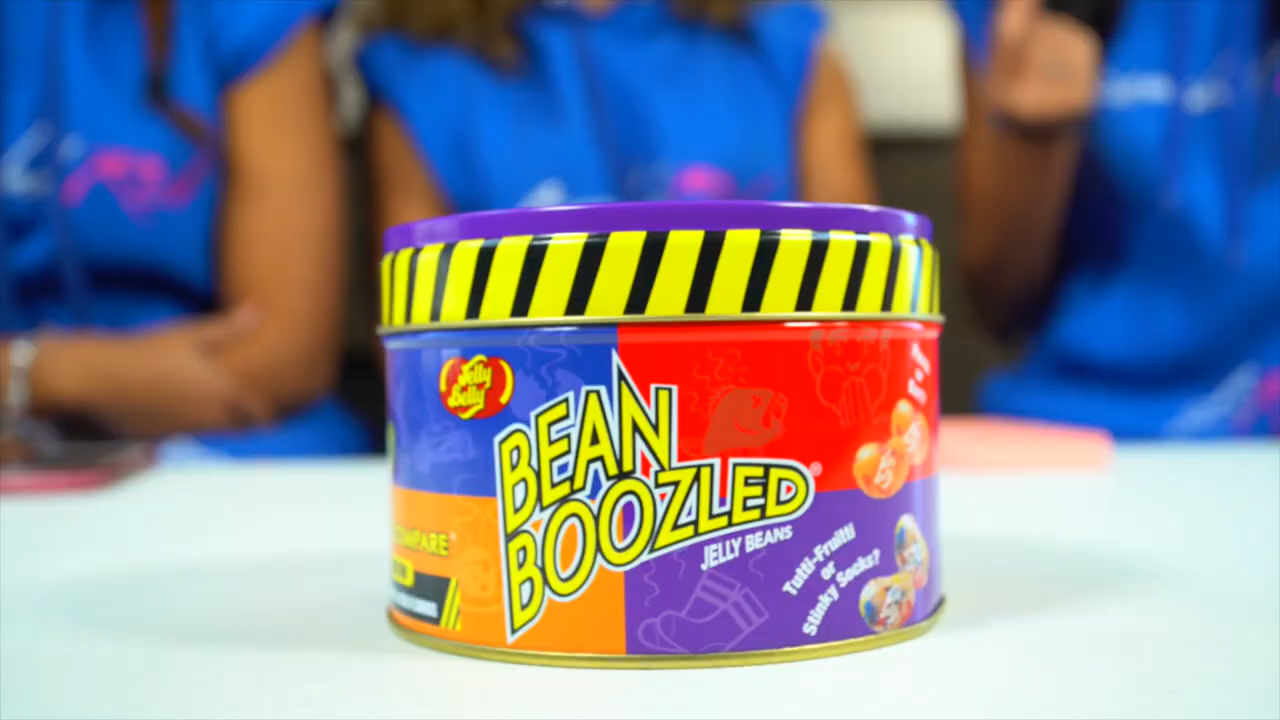 Jelly
Belly
BEAN
BOOZLED®
JELLY BEANS
Tutti-Fruitti
or
Stinky Socks?